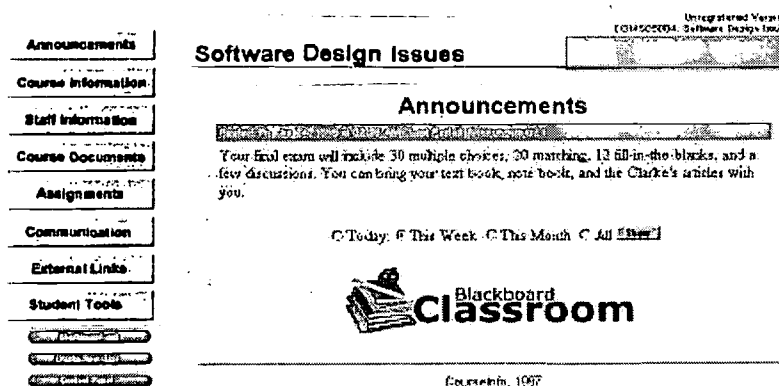 Unregistered Version
Announcements
Course Information
Staff Information
Course Documents
Assignments
Communication
External Links
Student Tools
Software Design Issues
Announcements
Your final exam will include 30 multiple choices, 20 matching, 12 fill-in-the-blanks, and a
few discussions. You can bring your text book, note book, and the Clarke's articles with
you.
Today This Week This Month All
Blackboard
Classroom
CourseInfo, 1997